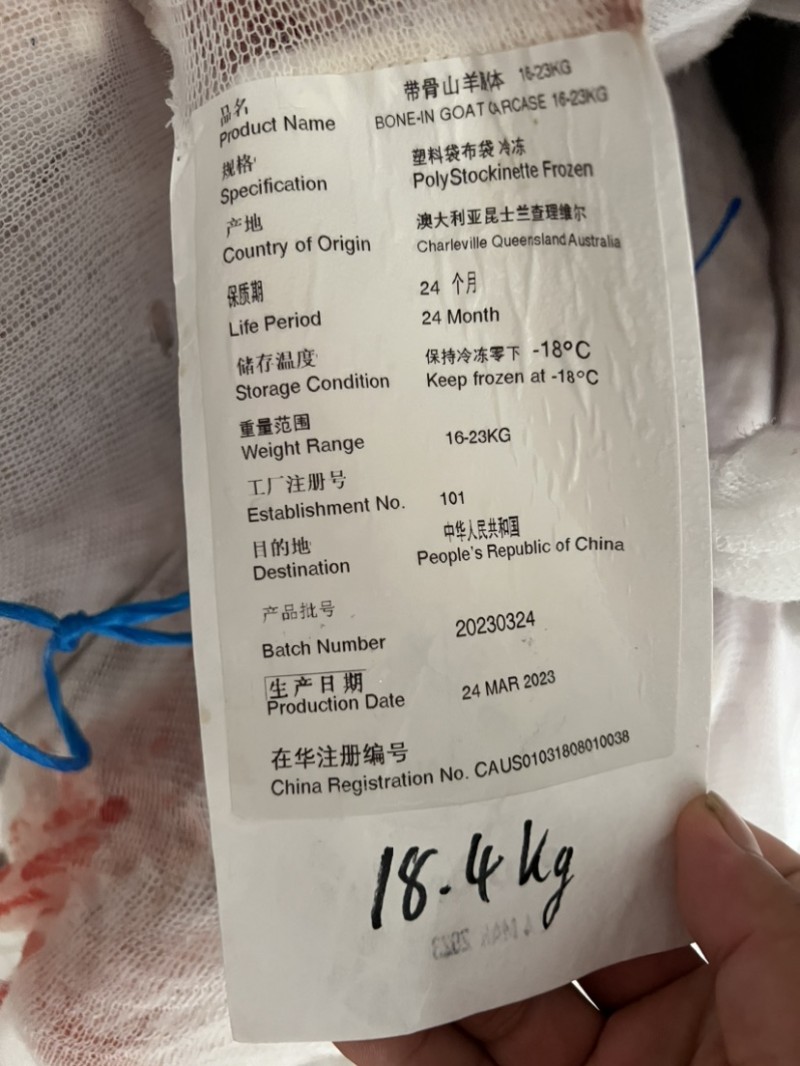 品名 带骨山羊胴体 16-23KG
Product Name BONE-IN GOAT CARCASE 16-23KG
规格 塑料袋布袋 冷冻
Specification PolyStockinette Frozen
产地 澳大利亚昆士兰查理维尔
Country of Origin Charleville Queensland Australia
保质期 24 个月
Life Period 24 Month
储存温度 保持冷冻零下 -18°C
Storage Condition Keep frozen at -18°C
重量范围
Weight Range 16-23KG
工厂注册号
Establishment No. 101
目的地 中华人民共和国
Destination People's Republic of China
产品批号
Batch Number 20230324
生产日期
Production Date 24 MAR 2023
在华注册编号
China Registration No. CAUS01031808010038
18.4 kg